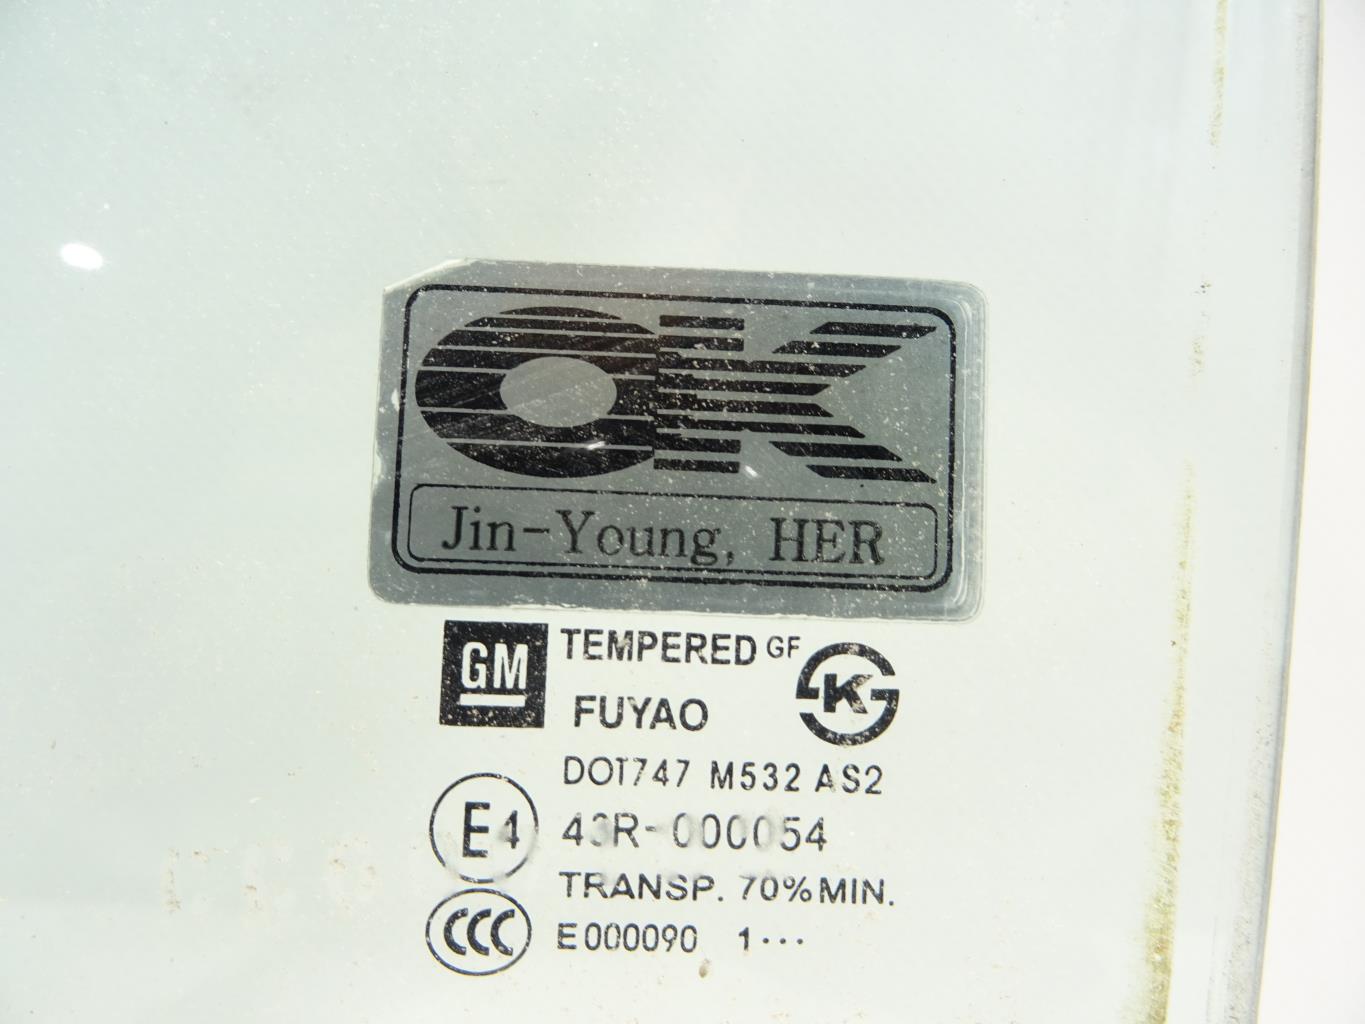 OK
Jin-Young, HER
GM TEMPERED GF K
FUYAO
DOT747 M532 AS2
E4 43R-000054
TRANSP. 70%MIN.
CCC E000090 1···